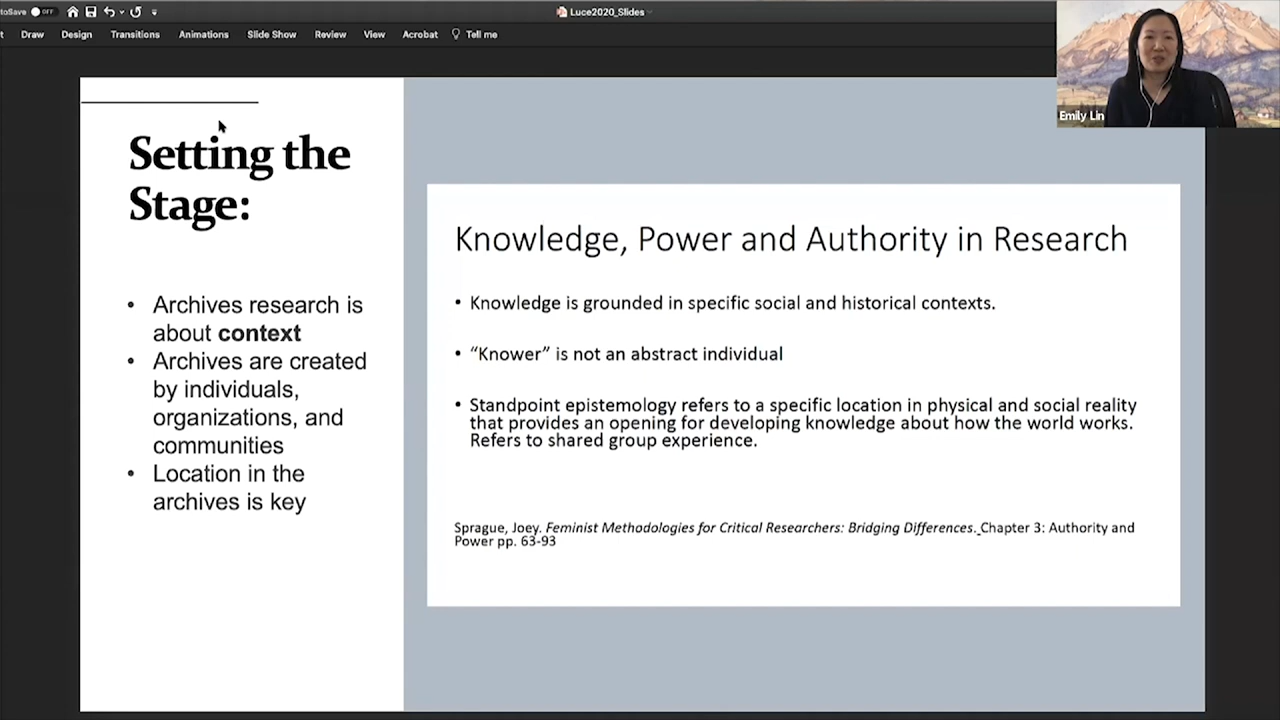 toSave OFF
Luce2020_Slides
t Draw Design Transitions Animations Slide Show Review View Acrobat Tell me
Emily Lin
Setting the
Stage:
• Archives research is
about context
• Archives are created
by individuals,
organizations, and
communities
• Location in the
archives is key
Knowledge, Power and Authority in Research
• Knowledge is grounded in specific social and historical contexts.
• “Knower” is not an abstract individual
• Standpoint epistemology refers to a specific location in physical and social reality
that provides an opening for developing knowledge about how the world works.
Refers to shared group experience.
Sprague, Joey. Feminist Methodologies for Critical Researchers: Bridging Differences. Chapter 3: Authority and
Power pp. 63-93